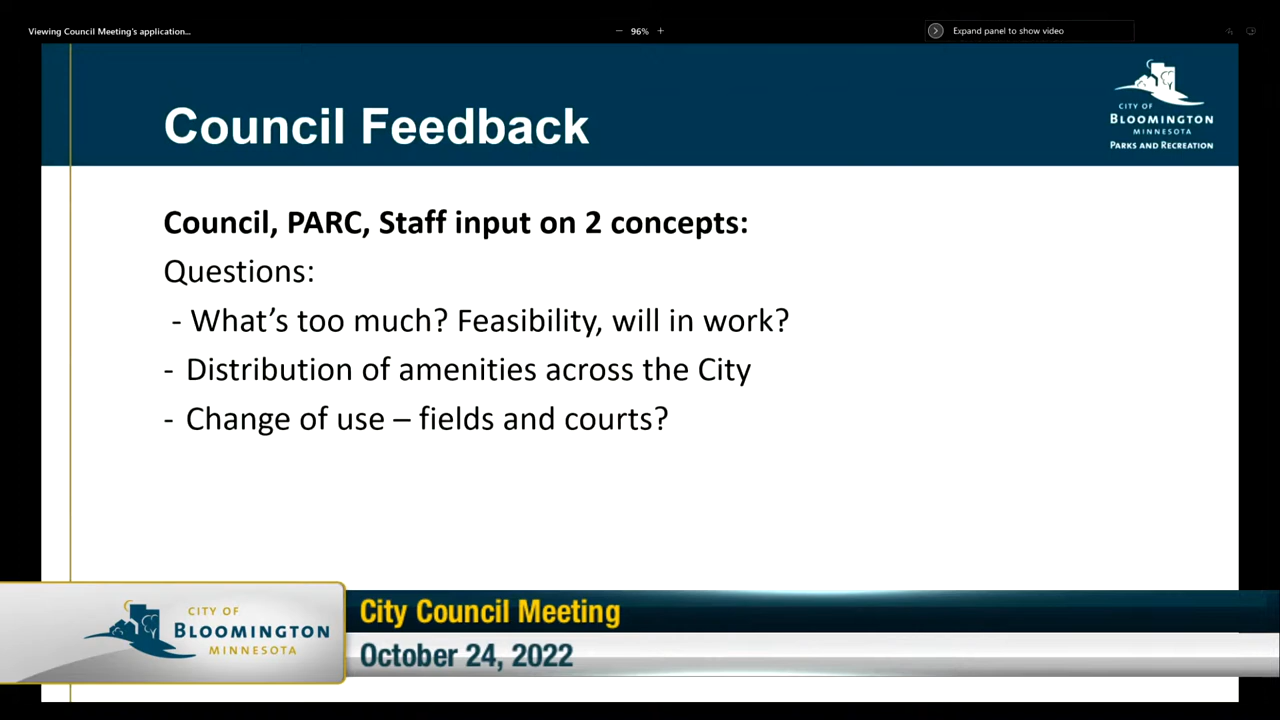 Viewing Council Meeting's application...
96%
Expand panel to show video
Council Feedback
CITY OF
BLOOMINGTON
MINNESOTA
PARKS AND RECREATION
Council, PARC, Staff input on 2 concepts:
Questions:
- What's too much? Feasibility, will in work?
- Distribution of amenities across the City
- Change of use – fields and courts?
CITY OF
BLOOMINGTON
MINNESOTA
City Council Meeting
October 24, 2022